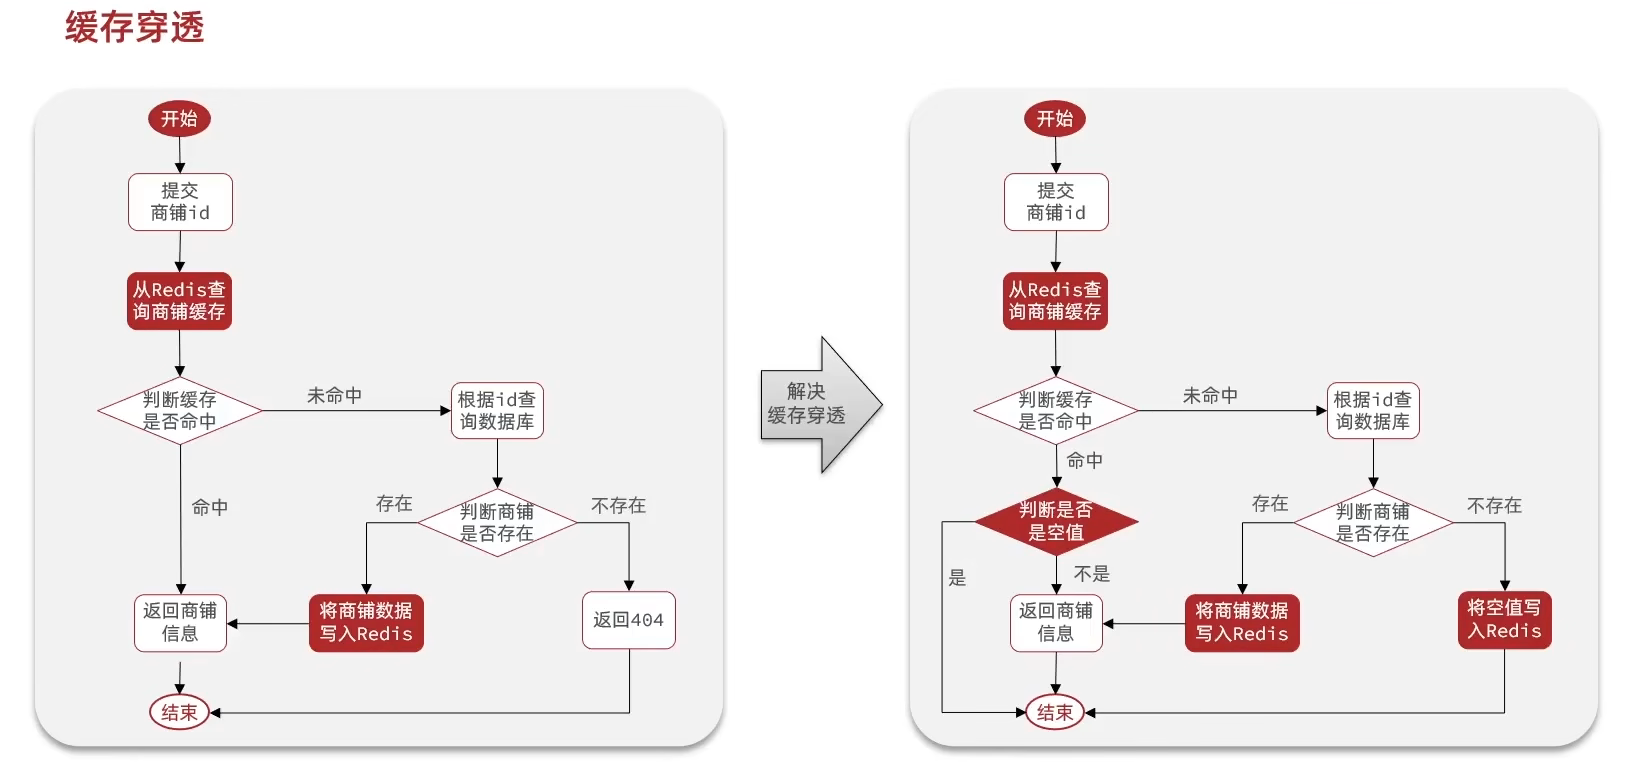 缓存穿透
开始
提交
商铺id
从Redis查
询商铺缓存
判断缓存
是否命中
未命中
根据id查
询数据库
命中
存在
判断商铺
是否存在
不存在
返回商铺
信息
将商铺数据
写入Redis
返回404
结束
解决
缓存穿透
开始
提交
商铺id
从Redis查
询商铺缓存
判断缓存
是否命中
未命中
根据id查
询数据库
命中
判断是否
是空值
存在
判断商铺
是否存在
不存在
是
不是
返回商铺
信息
将商铺数据
写入Redis
将空值写
入Redis
结束